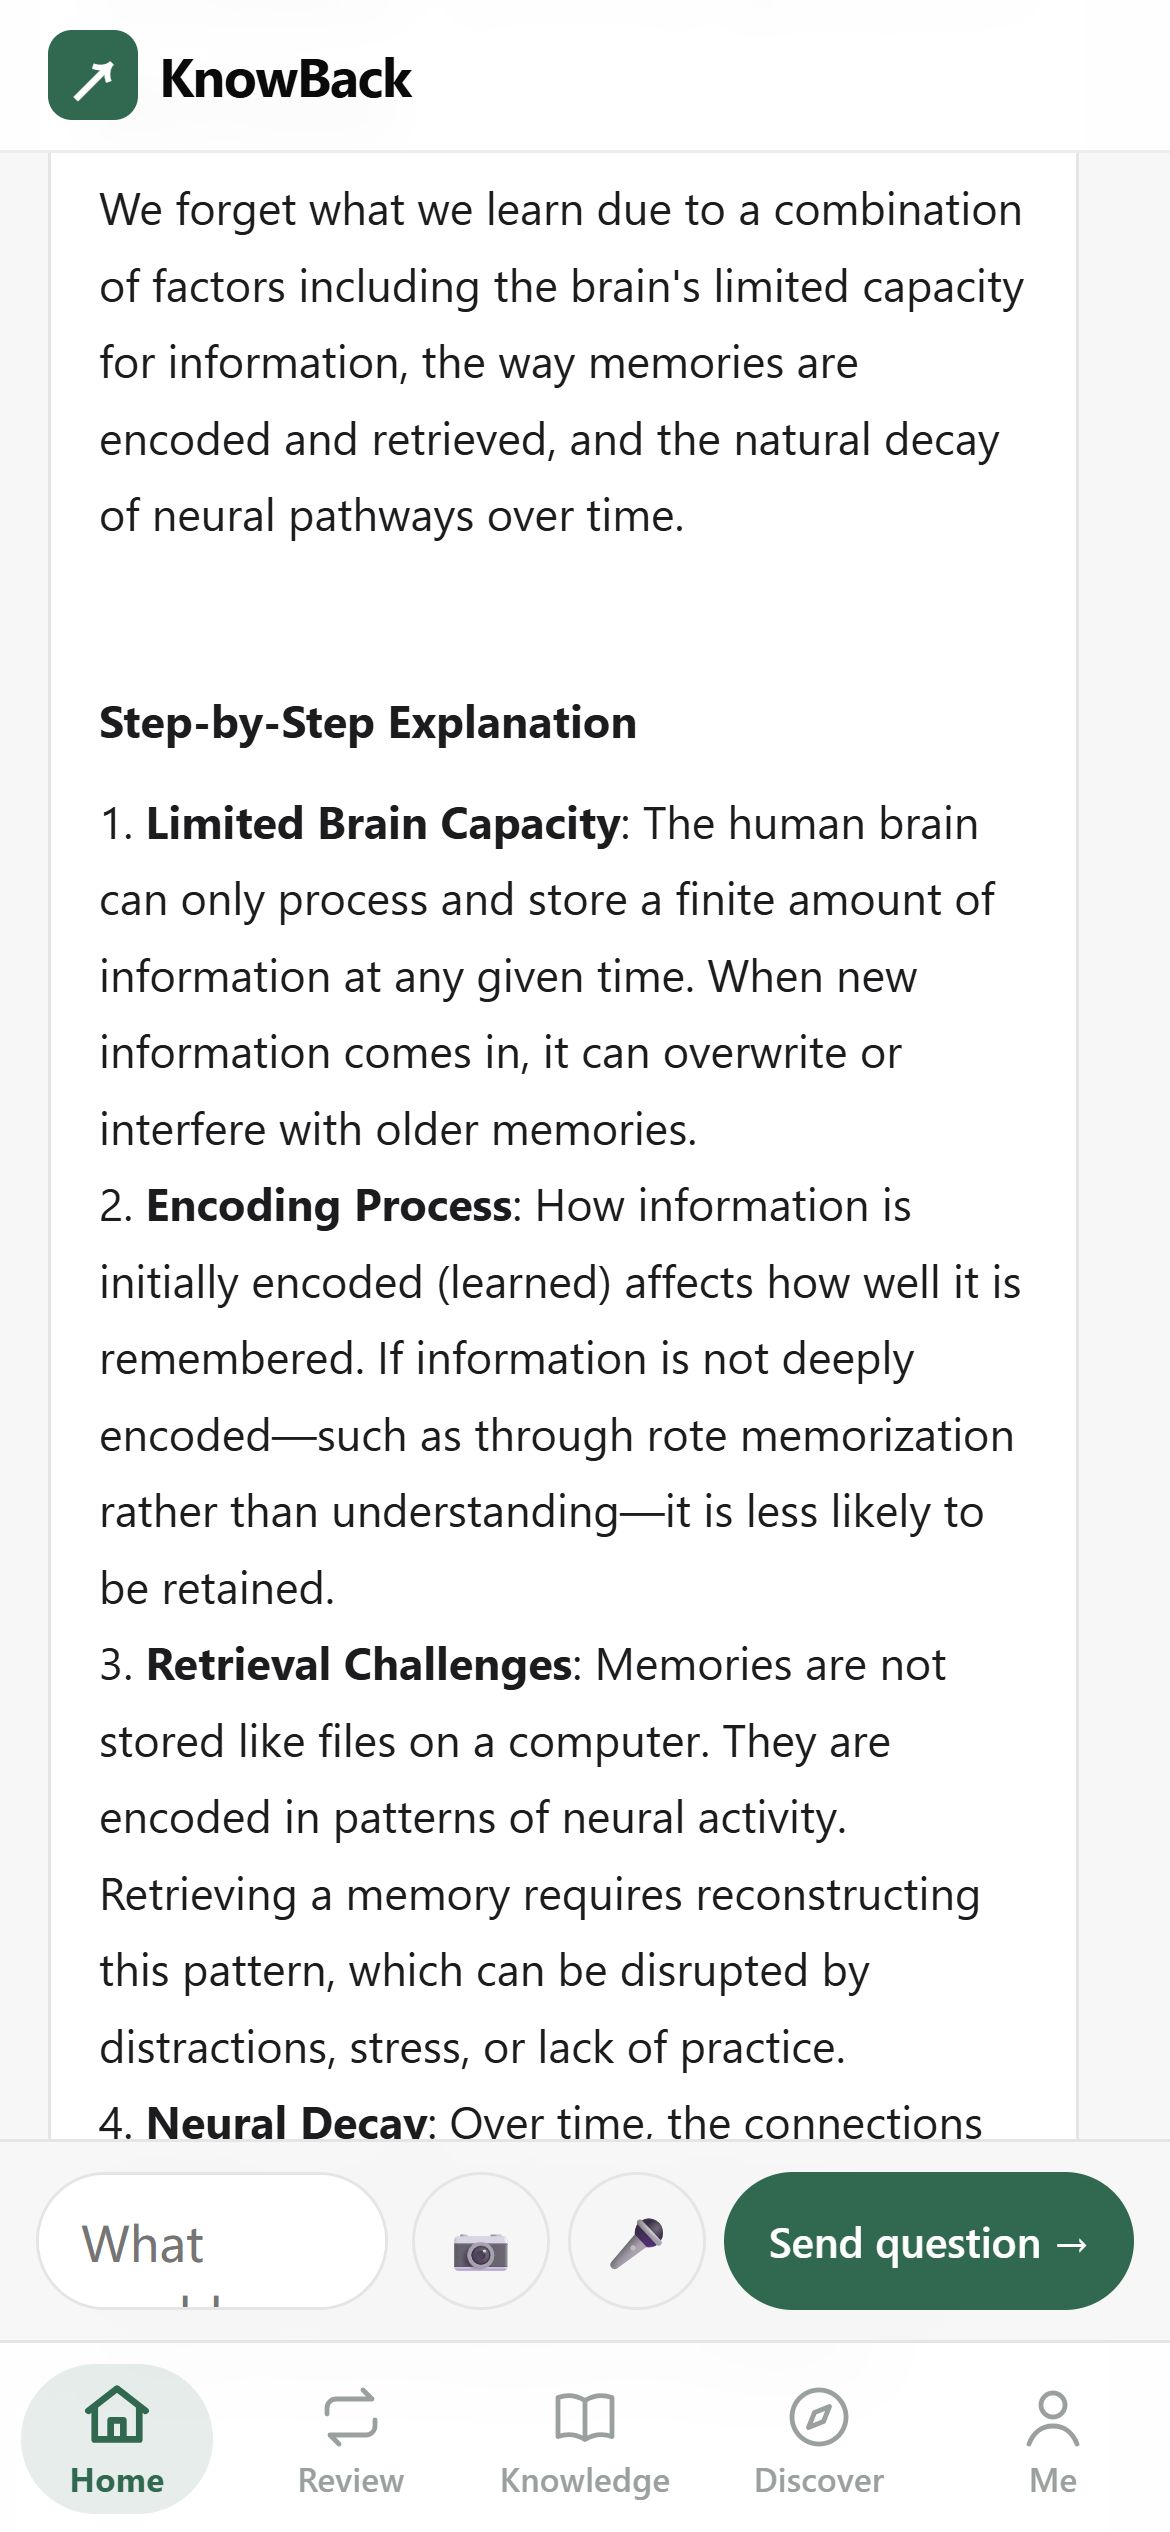 KnowBack
We forget what we learn due to a combination
of factors including the brain's limited capacity
for information, the way memories are
encoded and retrieved, and the natural decay
of neural pathways over time.
Step-by-Step Explanation
1. Limited Brain Capacity: The human brain
can only process and store a finite amount of
information at any given time. When new
information comes in, it can overwrite or
interfere with older memories.
2. Encoding Process: How information is
initially encoded (learned) affects how well it is
remembered. If information is not deeply
encoded—such as through rote memorization
rather than understanding—it is less likely to
be retained.
3. Retrieval Challenges: Memories are not
stored like files on a computer. They are
encoded in patterns of neural activity.
Retrieving a memory requires reconstructing
this pattern, which can be disrupted by
distractions, stress, or lack of practice.
4. Neural Decay: Over time, the connections
What
Send question →
Home
Review
Knowledge
Discover
Me